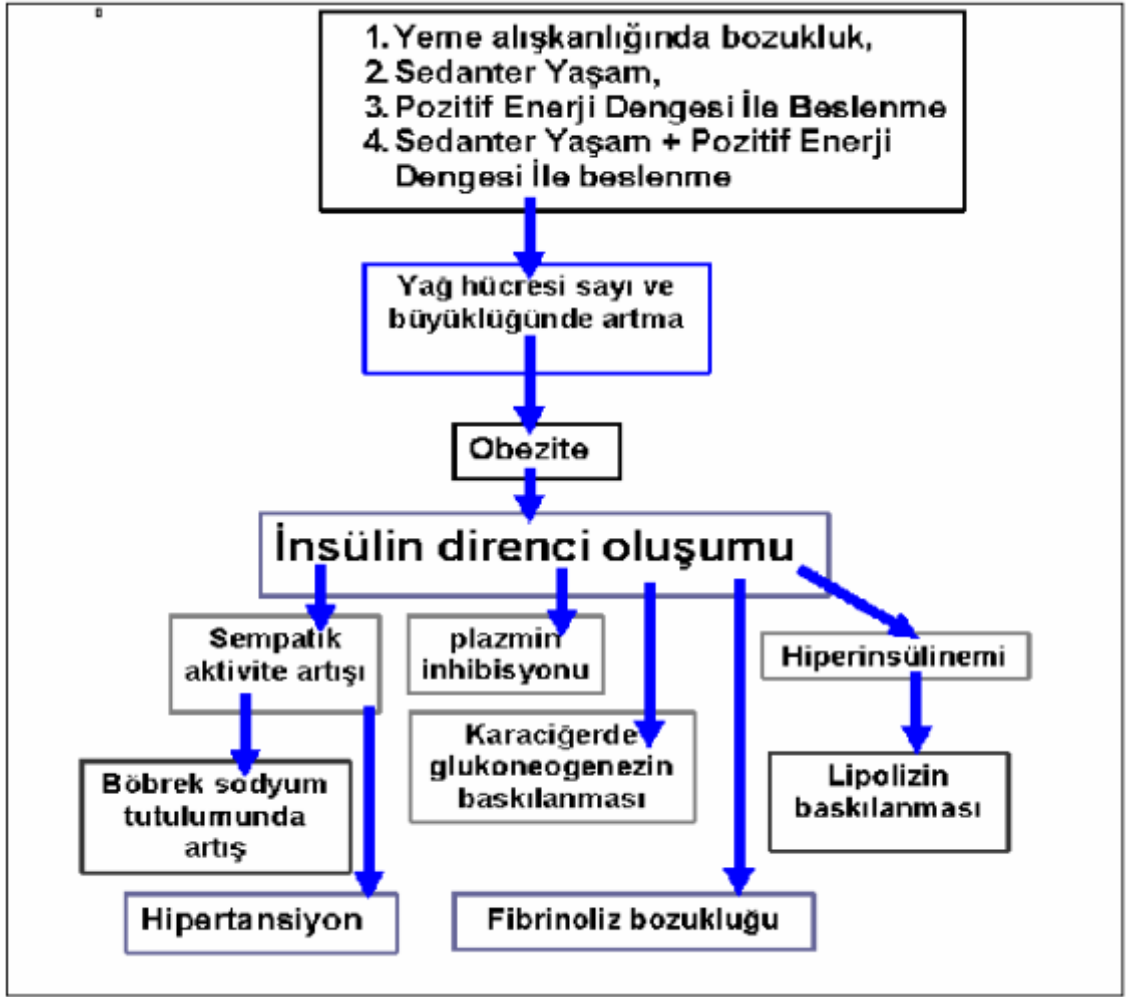 1. Yeme alışkanlığında bozukluk,
2. Sedanter Yaşam,
3. Pozitif Enerji Dengesi İle Beslenme
4. Sedanter Yaşam + Pozitif Enerji
Dengesi İle beslenme
Yağ hücresi sayı ve
büyüklüğünde artma
Obezite
İnsülin direnci oluşumu
Sempatik
aktivite artışı
plazmin
inhibisyonu
Hiperinsülinemi
Karaciğerde
glukoneogenezin
baskılanması
Böbrek sodyum
tutulumunda
artış
Lipolizin
baskılanması
Hipertansiyon
Fibrinoliz bozukluğu